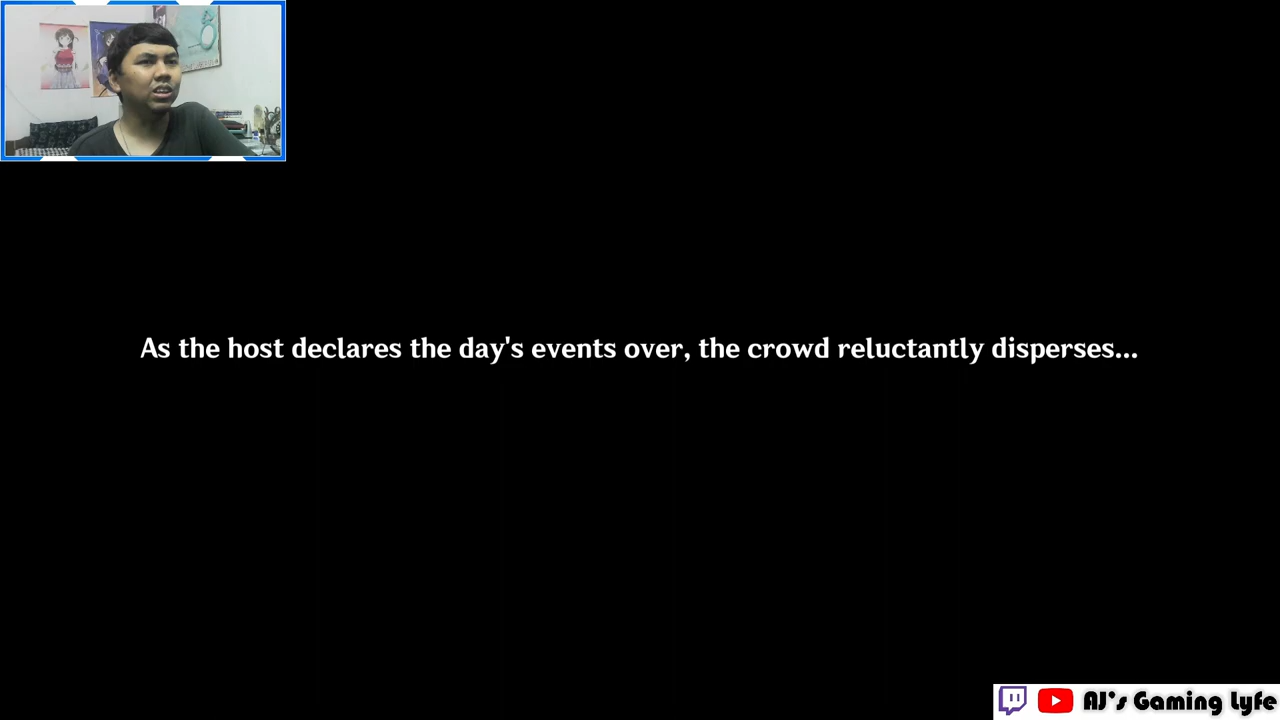 As the host declares the day's events over, the crowd reluctantly disperses...
AJ's Gaming Lyfe